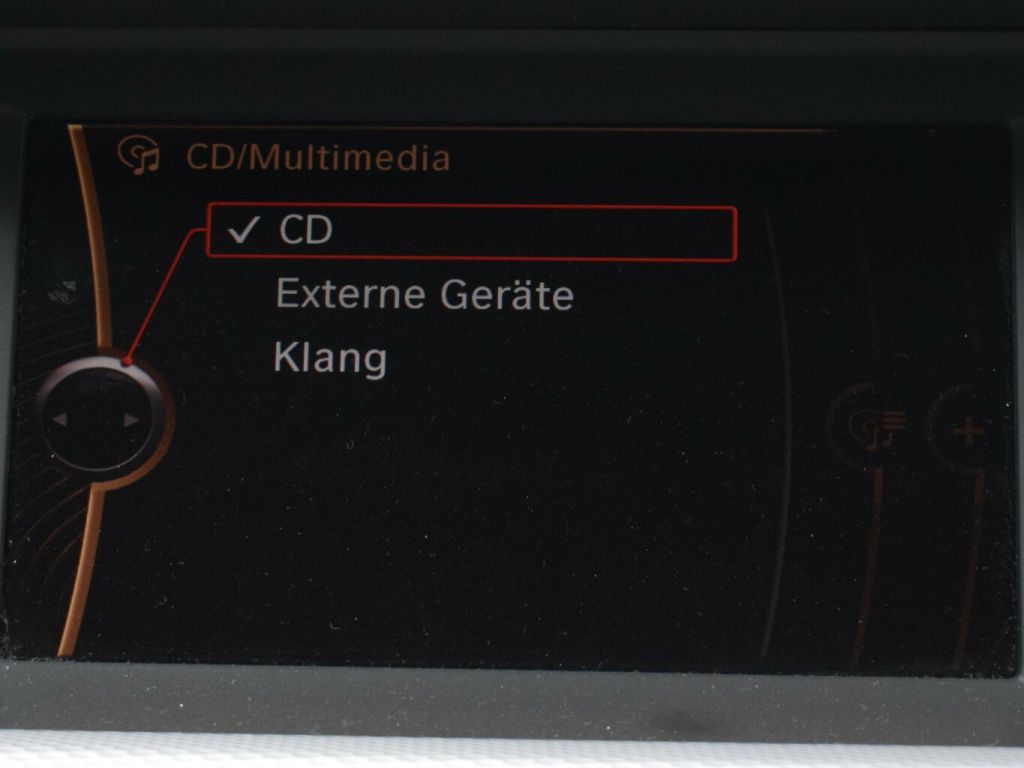 CD/Multimedia
CD
Externe Geräte
Klang